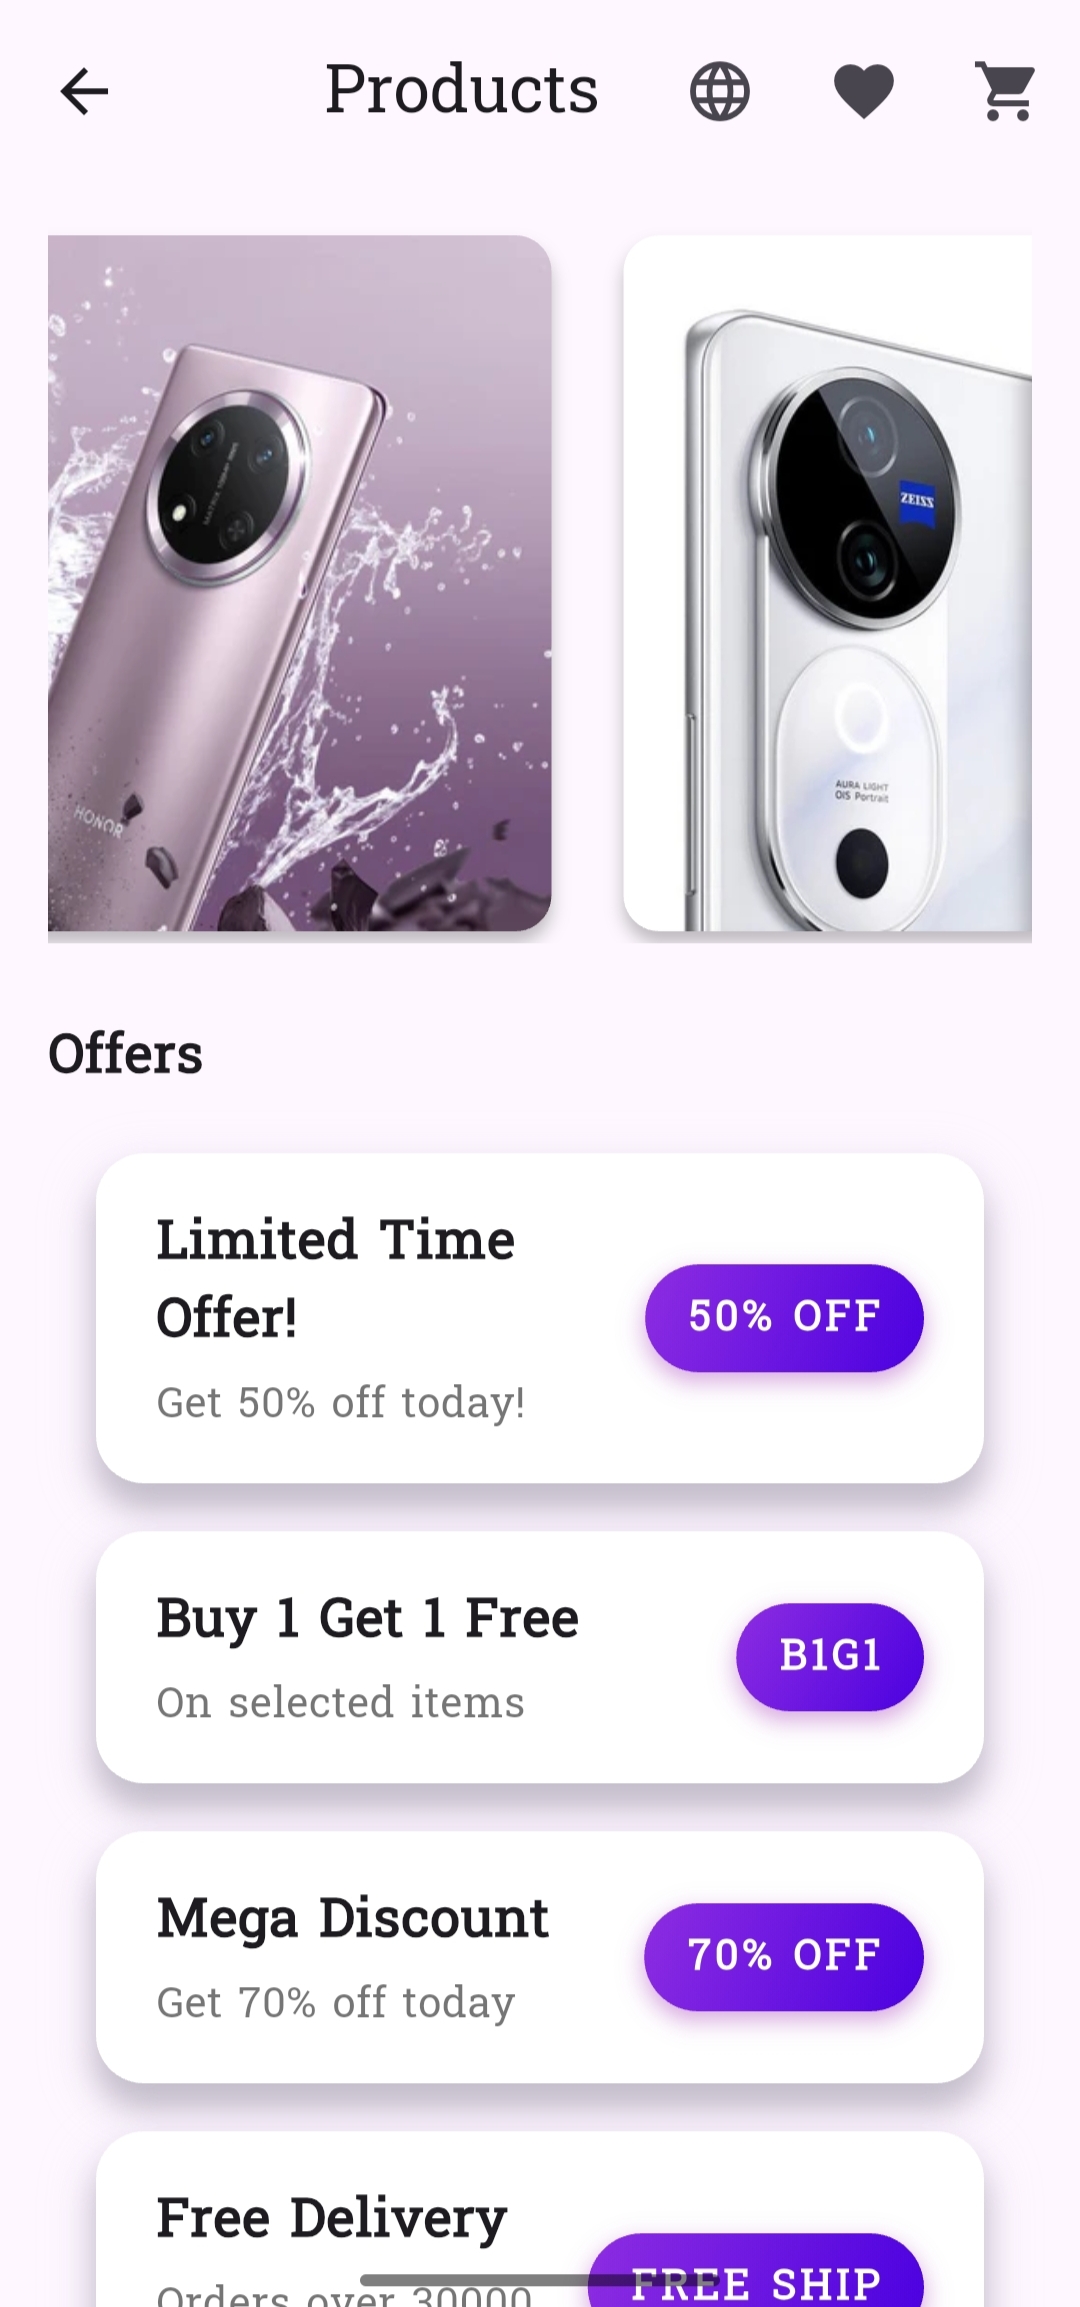 Products
ZEISS
AURA LIGHT
OIS Portrait
HONOR
Offers
Limited Time
Offer!
50% OFF
Get 50% off today!
Buy 1 Get 1 Free
B1G1
On selected items
Mega Discount
70% OFF
Get 70% off today
Free Delivery
FREE SHIP
Orders over 30000